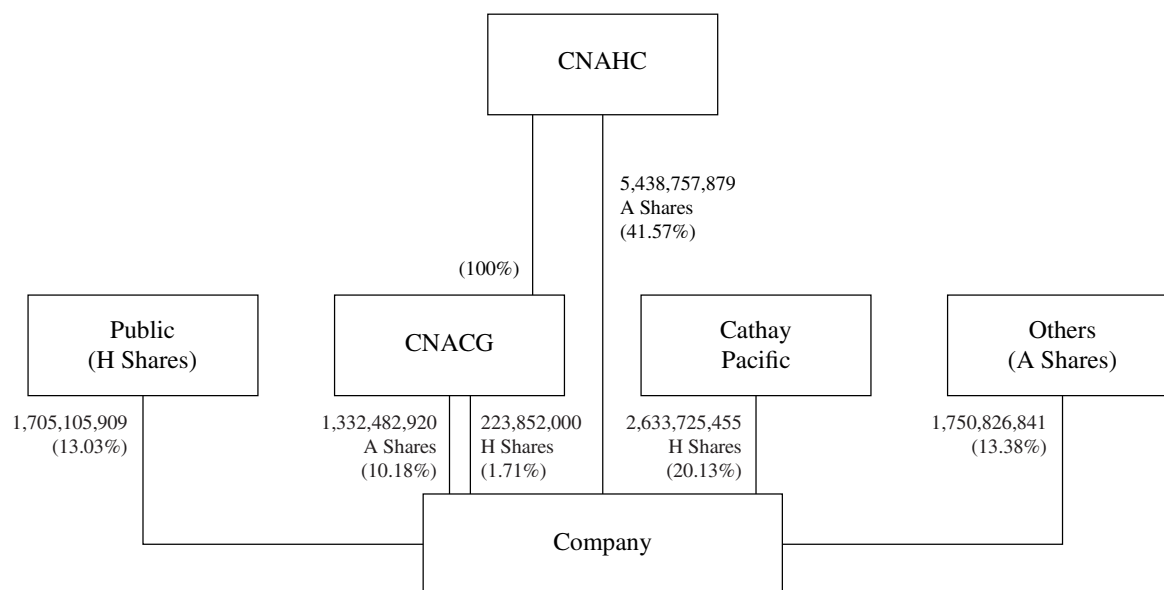 CNAHC
5,438,757,879
A Shares
(41.57%)
(100%)
Public
(H Shares)
CNACG
Cathay
Pacific
Others
(A Shares)
1,705,105,909
(13.03%)
1,332,482,920
A Shares
(10.18%)
223,852,000
H Shares
(1.71%)
2,633,725,455
H Shares
(20.13%)
1,750,826,841
(13.38%)
Company